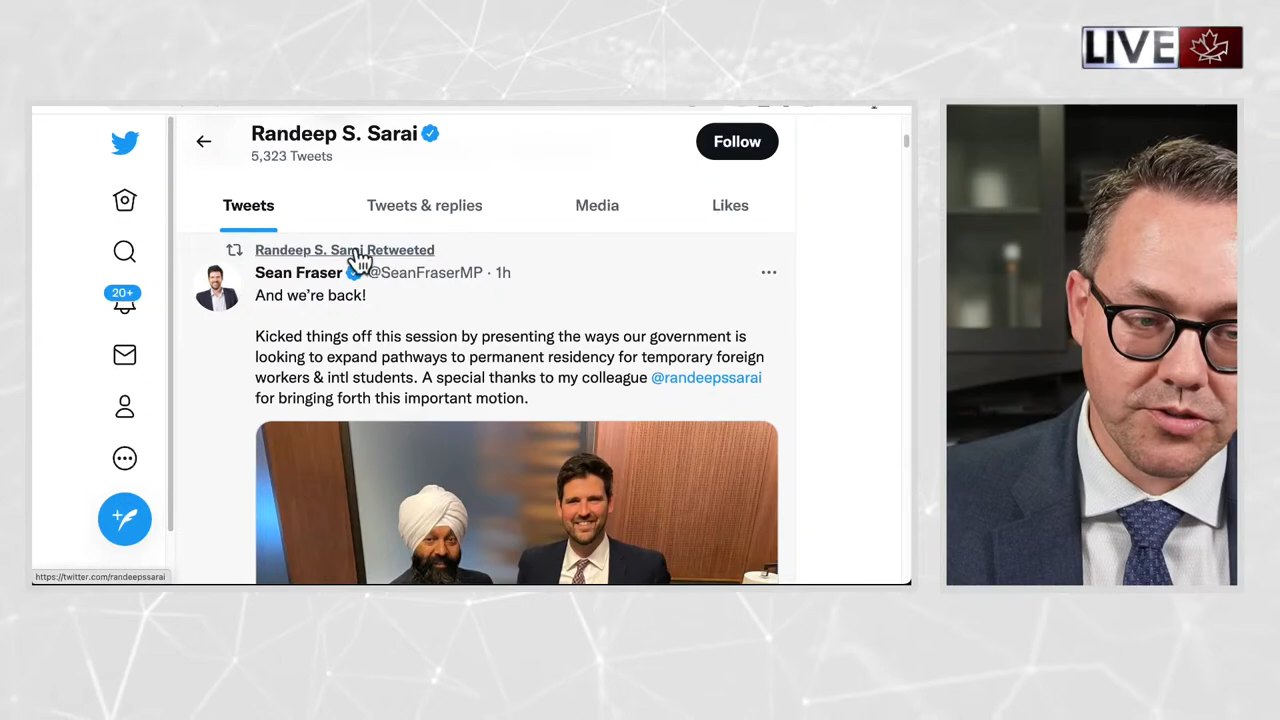 LIVE
Randeep S. Sarai
5,323 Tweets
Follow
Tweets
Tweets & replies
Media
Likes
Randeep S. Sarai Retweeted
Sean Fraser @SeanFraserMP · 1h
And we're back!
Kicked things off this session by presenting the ways our government is
looking to expand pathways to permanent residency for temporary foreign
workers & intl students. A special thanks to my colleague @randeepssarai
for bringing forth this important motion.
20+
https://twitter.com/randeepssarai